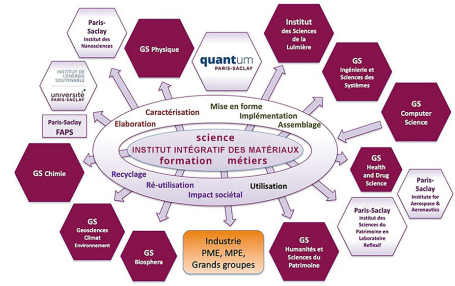 Paris-
Saclay
Institut des
Nanosciences
GS Physique
quantum
PARIS-SACLAY
Institut
des Sciences
de la
Lulmière
INSTITUT DE
L'ÉNERGIE
SOUTENABLE
université
PARIS-SACLAY
GS
Ingénierie et
Sciences des
Systèmes
Paris-Saclay
FAPS
GS
Computer
Science
Caractérisation
Mise en forme
Implémentation
Elaboration
Assemblage
science
INSTITUT INTÉGRATIF DES MATÉRIAUX
formation métiers
Recyclage
Ré-utilisation
Utilisation
Impact sociétal
GS Chimie
GS
Health
and Drug
Science
Paris-Saclay
Institute for
Aerospace &
Aeronautics
GS
Geosciences
Climat
Environnement
GS
Biosphera
Industrie
PME, MPE,
Grands groupes
GS
Humanités et
Sciences du
Patrimoine
Paris-Saclay
Institut des
Sciences du
Patrimoine en
Laboratoire
Reflexif